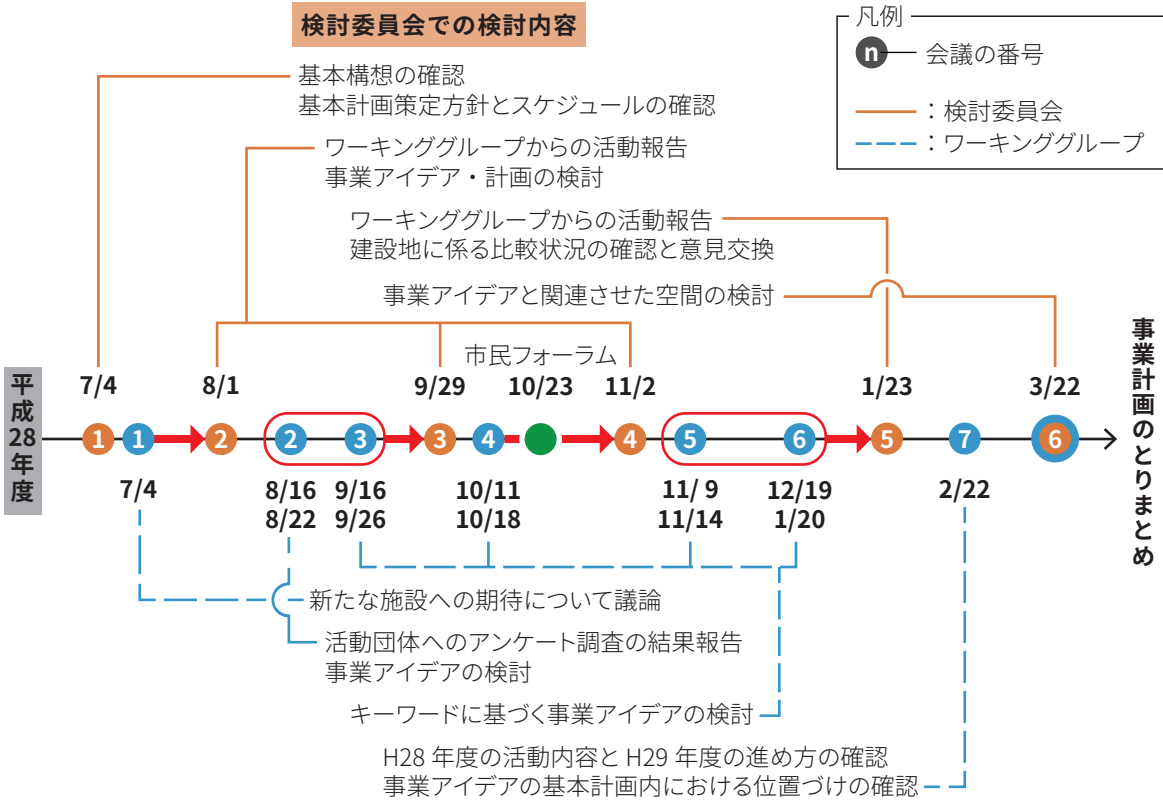 検討委員会での検討内容
凡例
n 会議の番号
：検討委員会
：ワーキンググループ
基本構想の確認
基本計画策定方針とスケジュールの確認
ワーキンググループからの活動報告
事業アイデア・計画の検討
ワーキンググループからの活動報告
建設地に係る比較状況の確認と意見交換
事業アイデアと関連させた空間の検討
市民フォーラム
7/4 8/1 9/29 10/23 11/2 1/23 3/22
平成28年度
1 1 2 2 3 3 4 4 5 6 5 7 6
事業計画のとりまとめ
7/4 8/16 9/16 10/11 11/ 9 12/19 2/22
8/22 9/26 10/18 11/14 1/20
新たな施設への期待について議論
活動団体へのアンケート調査の結果報告
事業アイデアの検討
キーワードに基づく事業アイデアの検討
H28 年度の活動内容と H29 年度の進め方の確認
事業アイデアの基本計画内における位置づけの確認